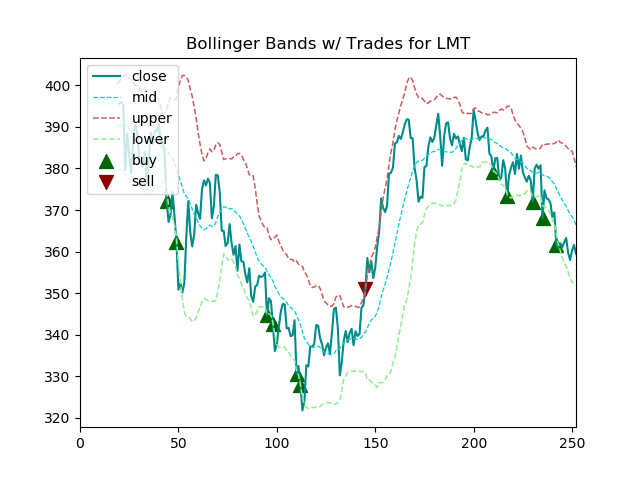 Bollinger Bands w/ Trades for LMT
close
mid
upper
lower
buy
sell
400
390
380
370
360
350
340
330
320
0 50 100 150 200 250